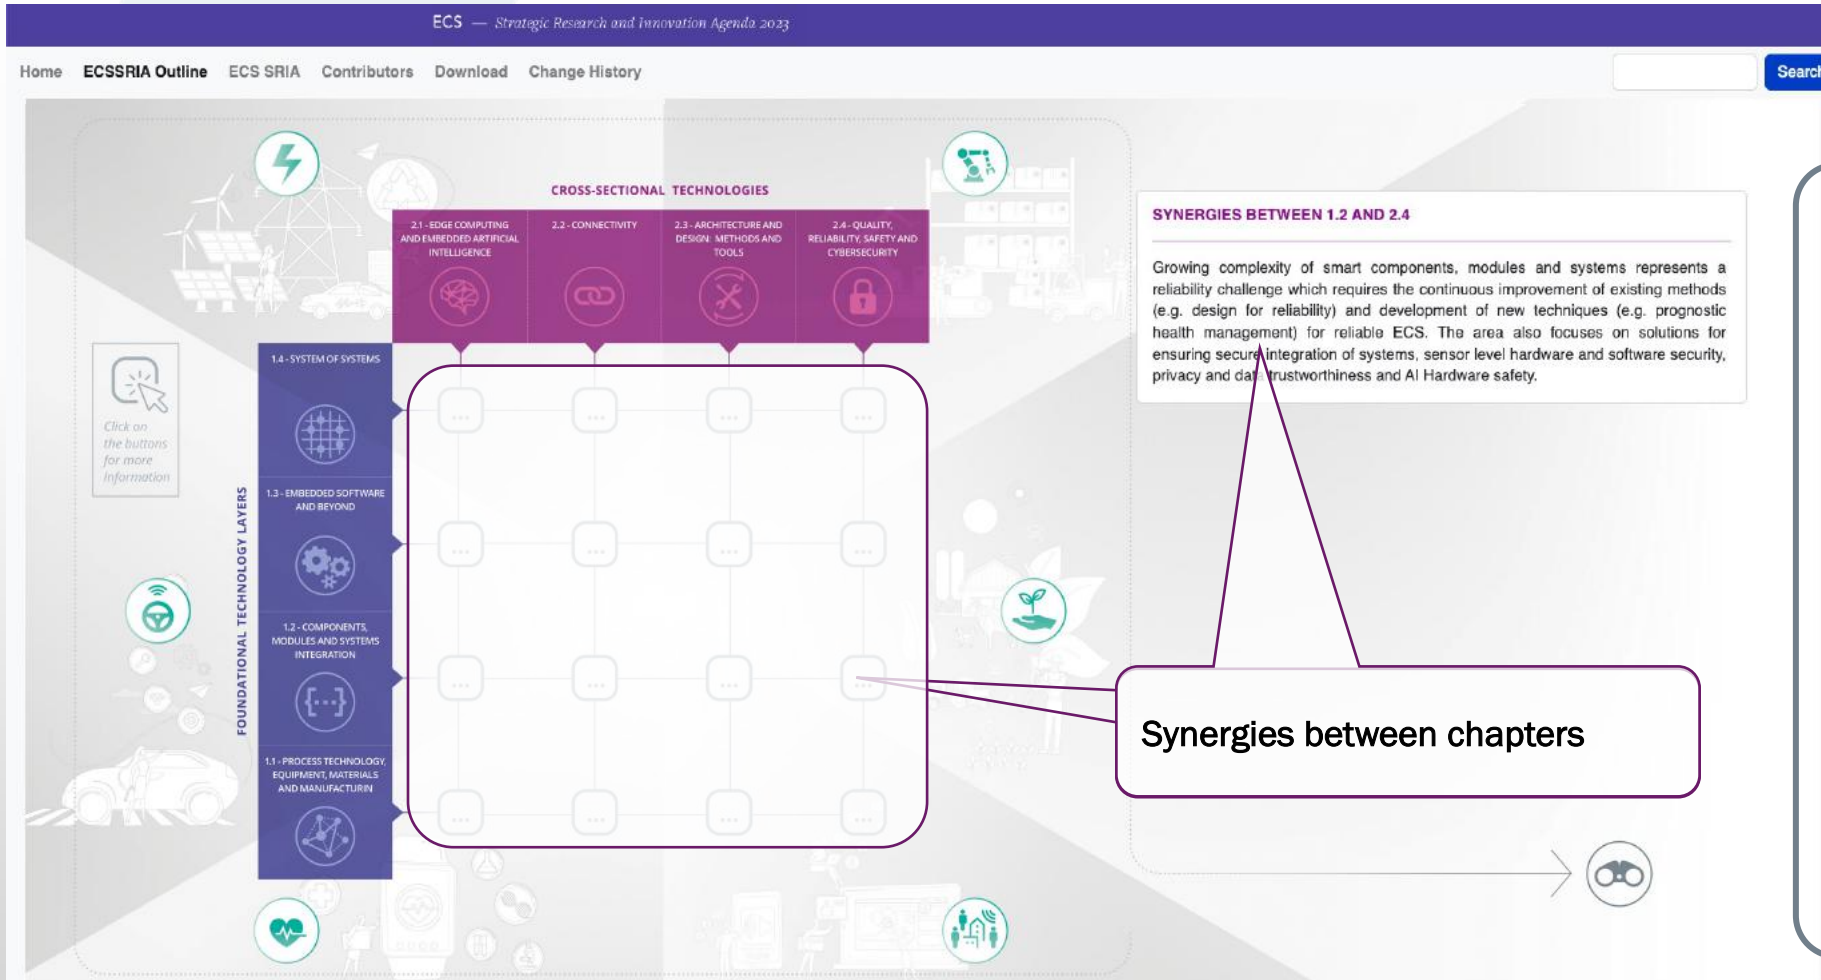 ECS — Strategic Research and Innovation Agenda 2023
Home ECSSRIA Outline ECS SRIA Contributors Download Change History
Search
CROSS-SECTIONAL TECHNOLOGIES
2.1 - EDGE COMPUTING
AND EMBEDDED ARTIFICIAL
INTELLIGENCE
2.2 - CONNECTIVITY
2.3 - ARCHITECTURE AND
DESIGN: METHODS AND
TOOLS
2.4 - QUALITY,
RELIABILITY, SAFETY AND
CYBERSECURITY
Click on
the buttons
for more
information
FOUNDATIONAL TECHNOLOGY LAYERS
1.4 - SYSTEM OF SYSTEMS
1.3 - EMBEDDED SOFTWARE
AND BEYOND
1.2 - COMPONENTS,
MODULES AND SYSTEMS
INTEGRATION
1.1 - PROCESS TECHNOLOGY,
EQUIPMENT, MATERIALS
AND MANUFACTURIN
SYNERGIES BETWEEN 1.2 AND 2.4
Growing complexity of smart components, modules and systems represents a
reliability challenge which requires the continuous improvement of existing methods
(e.g. design for reliability) and development of new techniques (e.g. prognostic
health management) for reliable ECS. The area also focuses on solutions for
ensuring secure integration of systems, sensor level hardware and software security,
privacy and data trustworthiness and AI Hardware safety.
Synergies between chapters